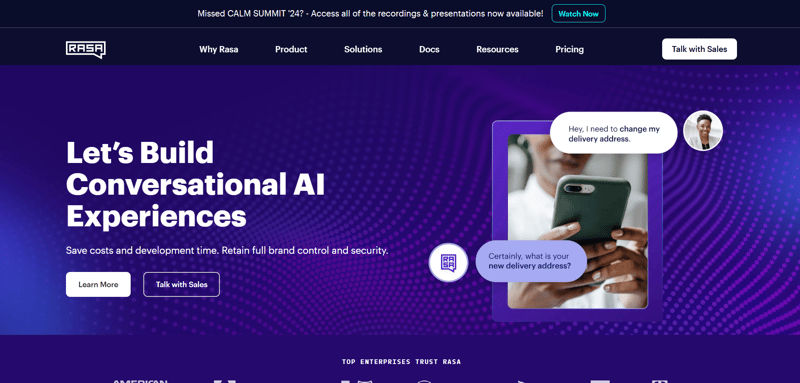 Missed CALM SUMMIT '24? - Access all of the recordings & presentations now available!
Watch Now
RASA
Why Rasa
Product
Solutions
Docs
Resources
Pricing
Talk with Sales
Let's Build
Conversational AI
Experiences
Save costs and development time. Retain full brand control and security.
Learn More
Talk with Sales
Hey, I need to change my
delivery address.
RASA
Certainly, what is your
new delivery address?
TOP ENTERPRISES TRUST RASA
AMERICAN